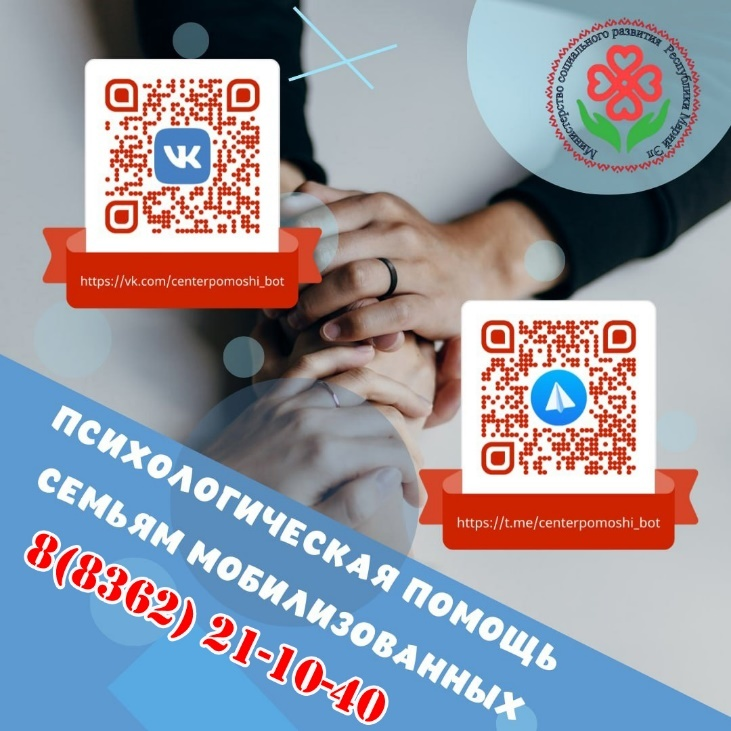 Министерство социального развития Республики Марий Эл
https://vk.com/centerpomoshi_bot
https://t.me/centerpomoshi_bot
ПСИХОЛОГИЧЕСКАЯ ПОМОЩЬ
СЕМЬЯМ МОБИЛИЗОВАННЫХ
8(8362) 21-10-40